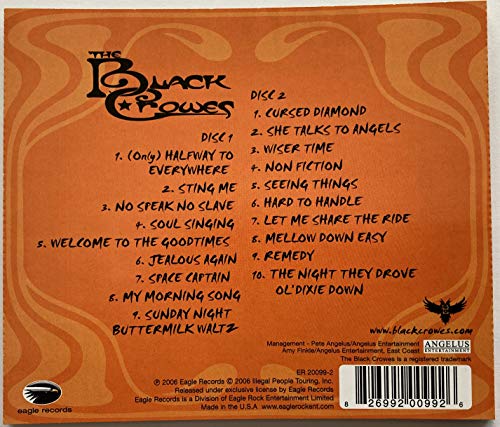 THE
BLACK
CROWES
DISC 1
1. (Only) HALFWAY TO
EVERYWHERE
2. STING ME
3. NO SPEAK NO SLAVE
4. SOUL SINGING
5. WELCOME TO THE GOODTIMES
6. JEALOUS AGAIN
7. SPACE CAPTAIN
8. MY MORNING SONG
9. SUNDAY NIGHT
BUTTERMILK WALTZ
DISC 2
1. CURSED DIAMOND
2. SHE TALKS TO ANGELS
3. WISER TIME
4. NON FICTION
5. SEEING THINGS
6. HARD TO HANDLE
7. LET ME SHARE THE RIDE
8. MELLOW DOWN EASY
9. REMEDY
10. THE NIGHT THEY DROVE
OL' DIXIE DOWN
www.blackcrowes.com
Management - Pete Angelus/Angelus Entertainment
Amy Finkle/Angelus Entertainment, East Coast
The Black Crowes is a registered trademark
ANGELUS
ENTERTAINMENT
eagle records
ER 20099-2
℗ 2006 Eagle Records © 2006 Illegal People Touring, Inc.
Released under exclusive license by Eagle Records
Eagle Records is a Division of Eagle Rock Entertainment Limited
Made in the U.S.A www.eaglerockent.com
8 26992 00992 6